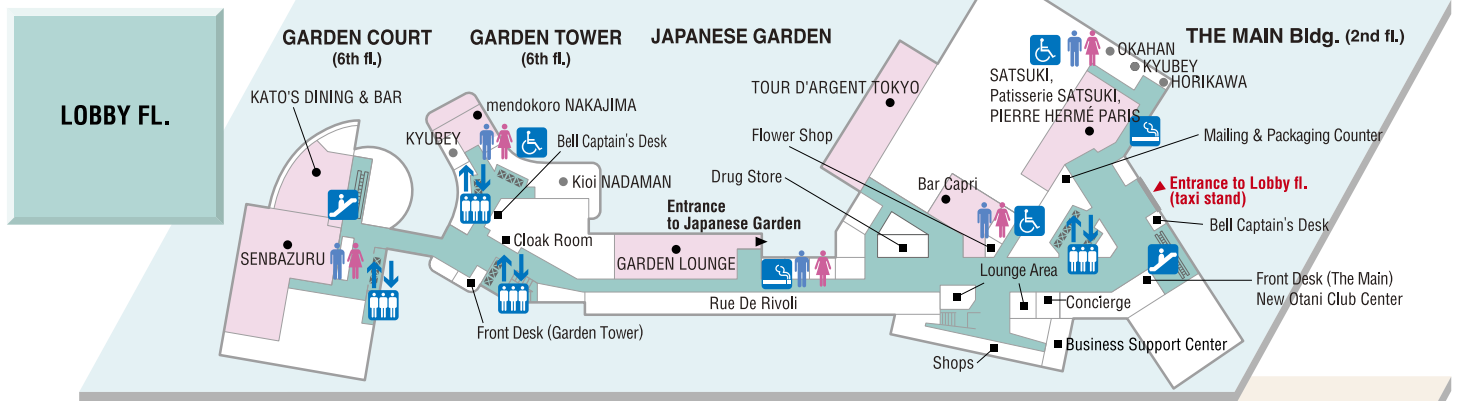 LOBBY FL.
GARDEN COURT
(6th fl.)
GARDEN TOWER
(6th fl.)
JAPANESE GARDEN
THE MAIN Bldg. (2nd fl.)
KATO'S DINING & BAR
mendokoro NAKAJIMA
KYUBEY
Bell Captain's Desk
Kioi NADAMAN
Cloak Room
SENBAZURU
Front Desk (Garden Tower)
GARDEN LOUNGE
Entrance
to Japanese Garden
Rue De Rivoli
TOUR D'ARGENT TOKYO
Flower Shop
Drug Store
Bar Capri
SATSUKI,
Patisserie SATSUKI,
PIERRE HERMÉ PARIS
OKAHAN
KYUBEY
HORIKAWA
Mailing & Packaging Counter
Entrance to Lobby fl.
(taxi stand)
Bell Captain's Desk
Lounge Area
Concierge
Front Desk (The Main)
New Otani Club Center
Business Support Center
Shops